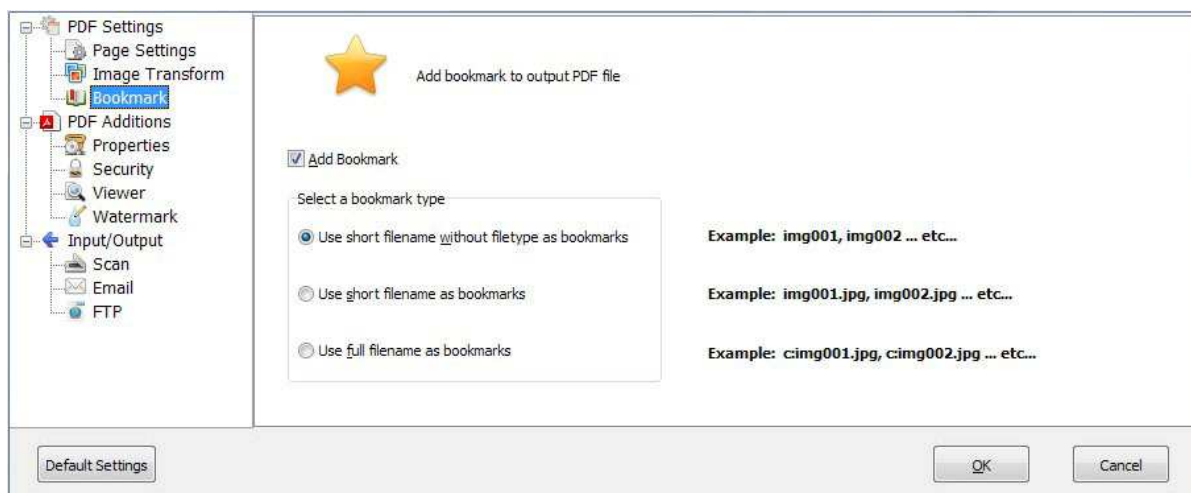 PDF Settings
Page Settings
Image Transform
Bookmark
PDF Additions
Properties
Security
Viewer
Watermark
Input/Output
Scan
Email
FTP
Add bookmark to output PDF file
Add Bookmark
Select a bookmark type
Use short filename without filetype as bookmarks Example: img001, img002 ... etc...
Use short filename as bookmarks Example: img001.jpg, img002.jpg ... etc...
Use full filename as bookmarks Example: c:img001.jpg, c:img002.jpg ... etc...
Default Settings OK Cancel